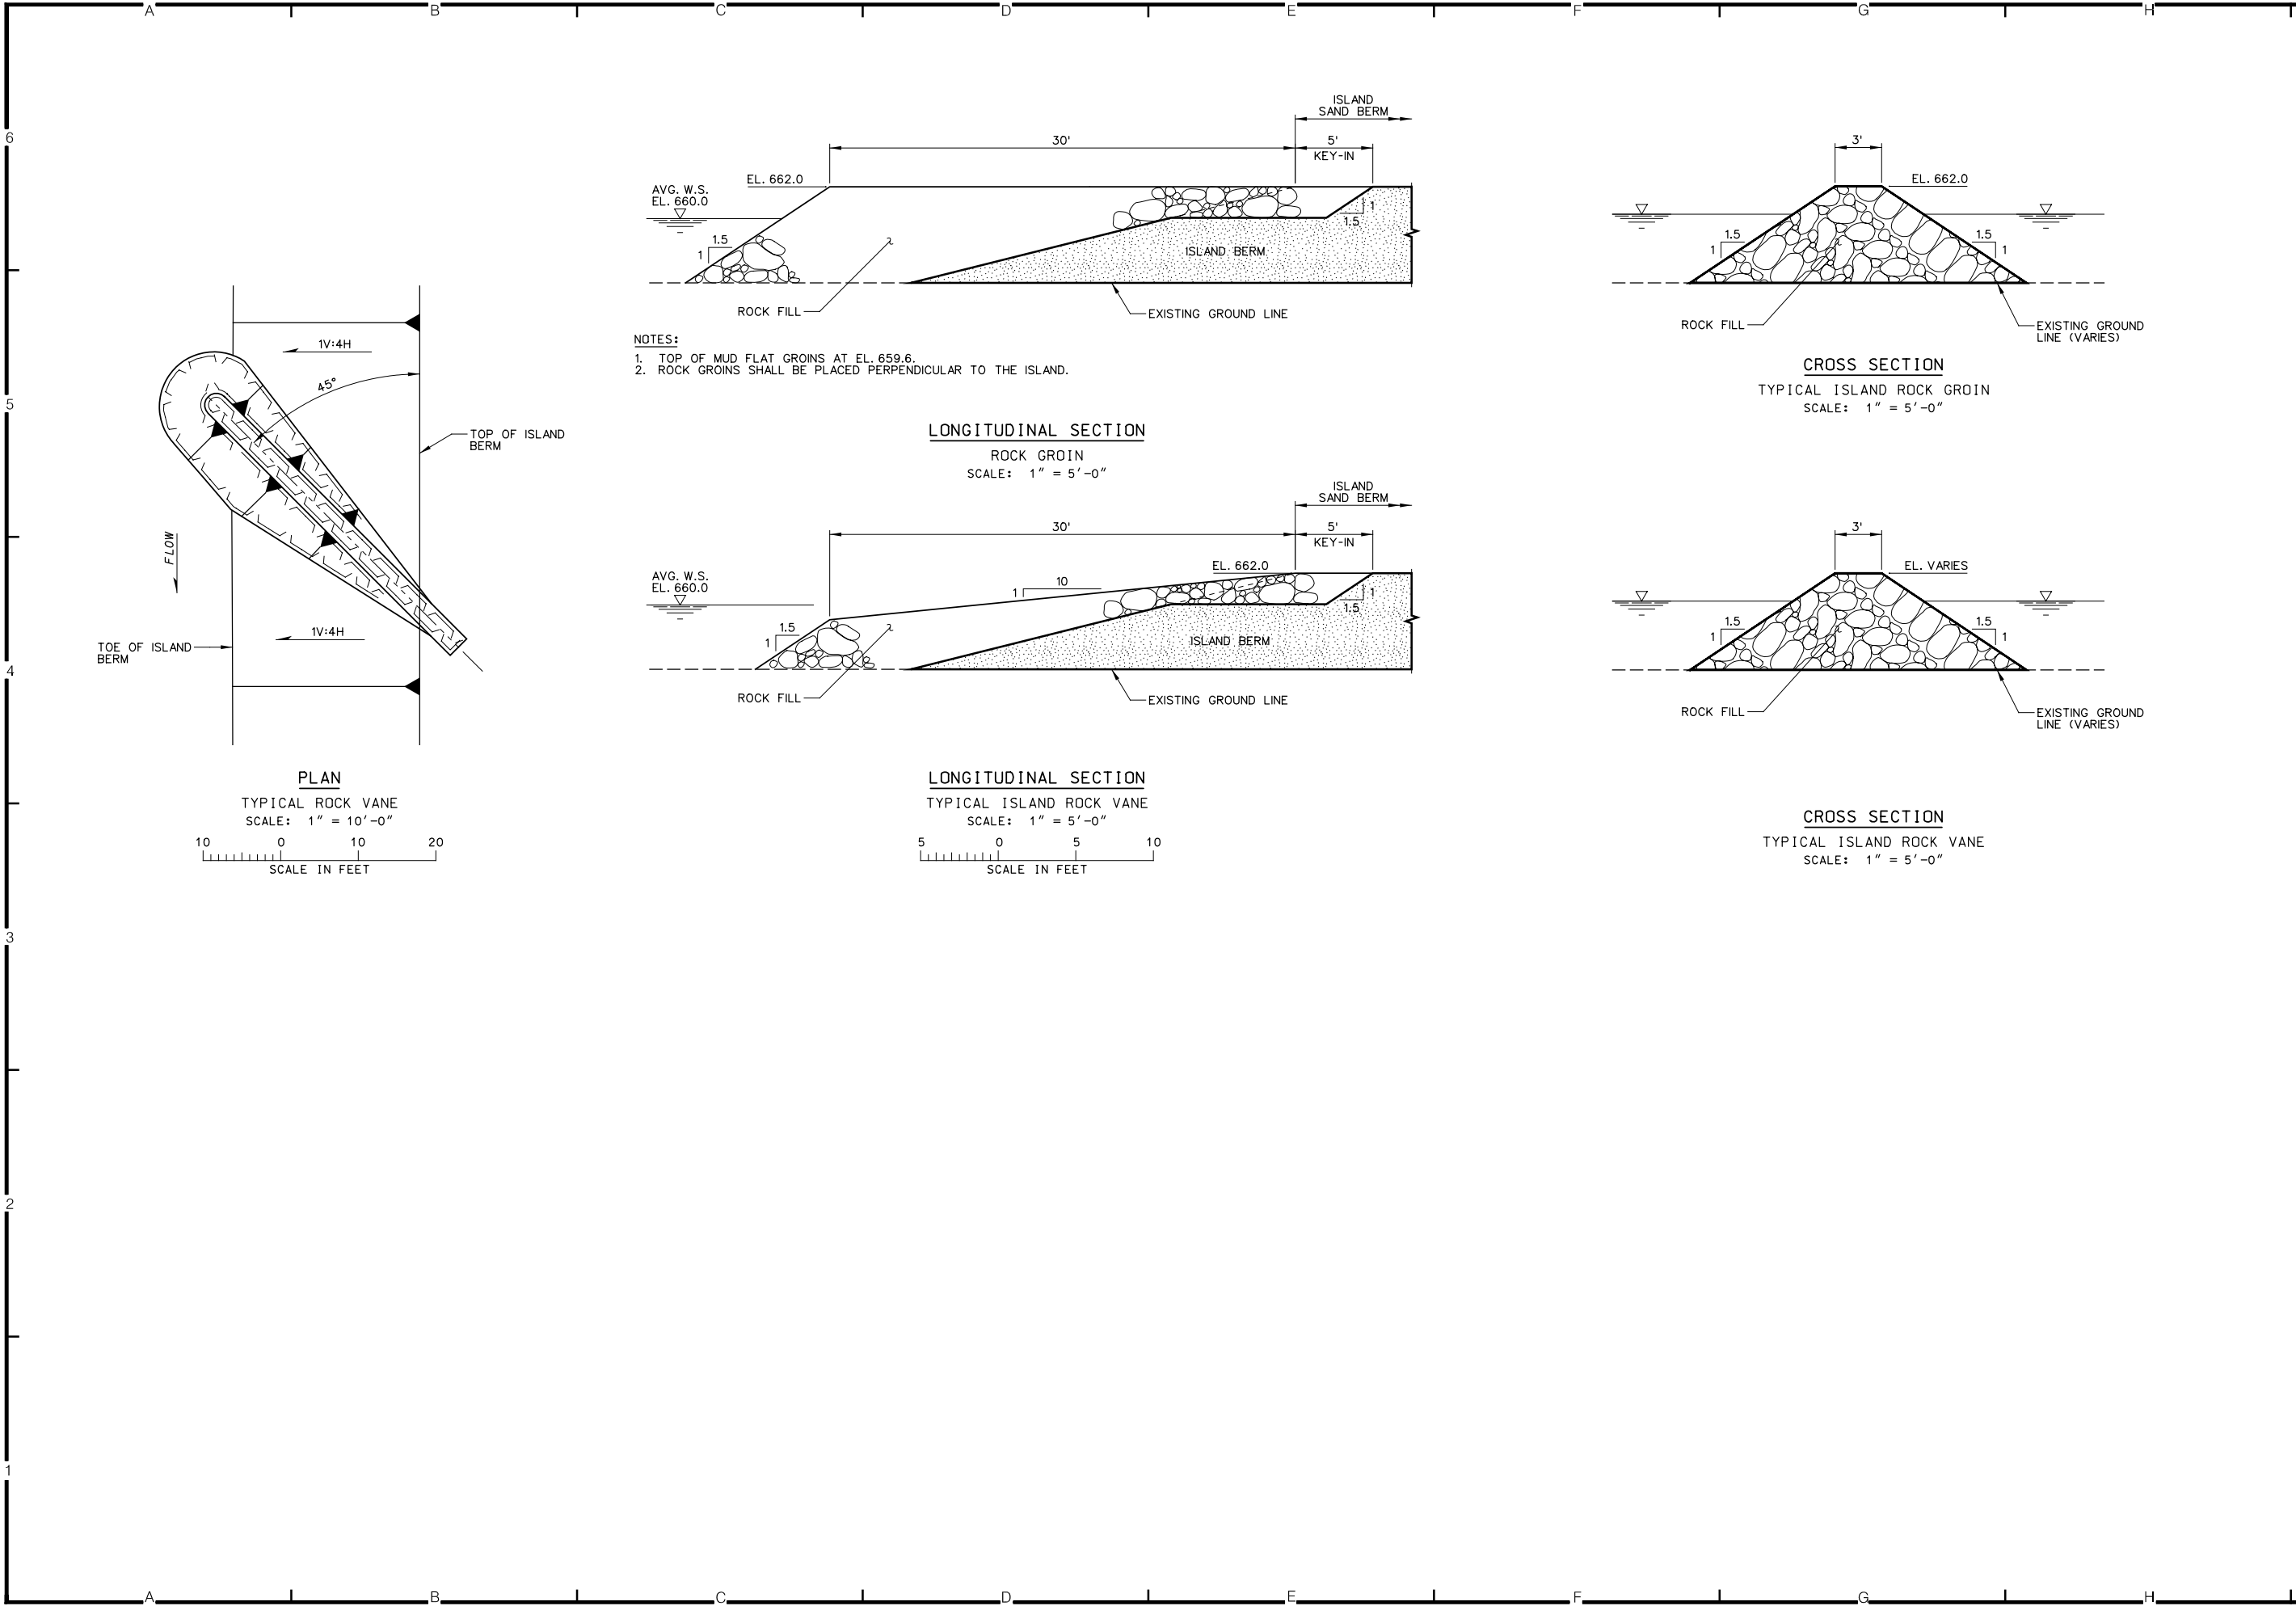 A B C D E F G H
6
5
4
3
2
1
ISLAND
SAND BERM
30'
5'
KEY-IN
EL. 662.0
AVG. W.S.
EL. 660.0
1.5
1
1
1.5
ISLAND BERM
ROCK FILL
EXISTING GROUND LINE
NOTES:
1. TOP OF MUD FLAT GROINS AT EL. 659.6.
2. ROCK GROINS SHALL BE PLACED PERPENDICULAR TO THE ISLAND.
LONGITUDINAL SECTION
ROCK GROIN
SCALE: 1" = 5'-0"
3'
EL. 662.0
1.5
1
1.5
1
ROCK FILL
EXISTING GROUND
LINE (VARIES)
CROSS SECTION
TYPICAL ISLAND ROCK GROIN
SCALE: 1" = 5'-0"
1V:4H
45°
TOP OF ISLAND
BERM
FLOW
1V:4H
TOE OF ISLAND
BERM
PLAN
TYPICAL ROCK VANE
SCALE: 1" = 10'-0"
10 0 10 20
SCALE IN FEET
ISLAND
SAND BERM
30'
5'
KEY-IN
EL. 662.0
AVG. W.S.
EL. 660.0
10
1
1.5
1
1
1.5
ISLAND BERM
ROCK FILL
EXISTING GROUND LINE
LONGITUDINAL SECTION
TYPICAL ISLAND ROCK VANE
SCALE: 1" = 5'-0"
5 0 5 10
SCALE IN FEET
3'
EL. VARIES
1.5
1
1.5
1
ROCK FILL
EXISTING GROUND
LINE (VARIES)
CROSS SECTION
TYPICAL ISLAND ROCK VANE
SCALE: 1" = 5'-0"
A B C D E F G H